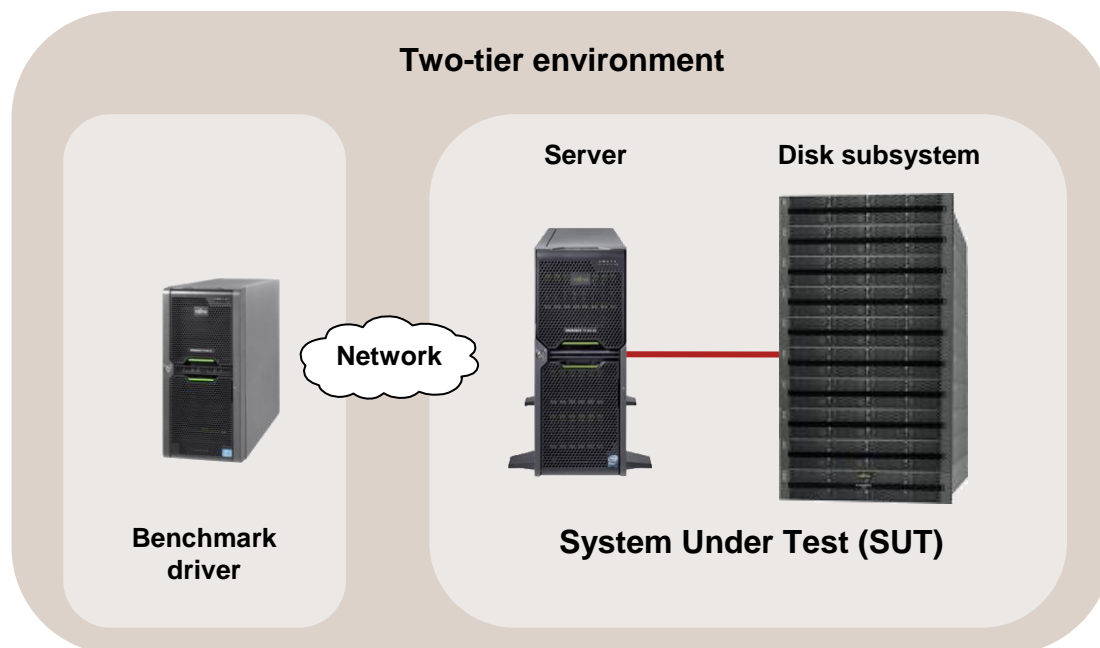 Two-tier environment
Server
Disk subsystem
Network
Benchmark
driver
System Under Test (SUT)